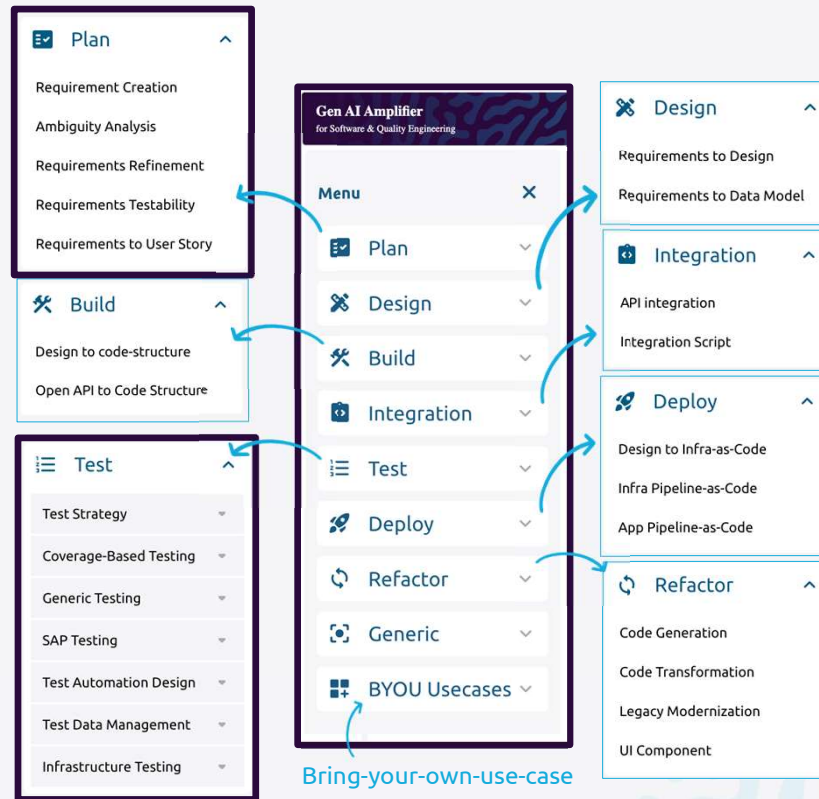 Plan
Requirement Creation
Ambiguity Analysis
Requirements Refinement
Requirements Testability
Requirements to User Story
Build
Design to code-structure
Open API to Code Structure
Test
Test Strategy
Coverage-Based Testing
Generic Testing
SAP Testing
Test Automation Design
Test Data Management
Infrastructure Testing
Gen AI Amplifier
for Software & Quality Engineering
Menu
Plan
Design
Build
Integration
Test
Deploy
Refactor
Generic
BYOU Usecases
Bring-your-own-use-case
Design
Requirements to Design
Requirements to Data Model
Integration
API integration
Integration Script
Deploy
Design to Infra-as-Code
Infra Pipeline-as-Code
App Pipeline-as-Code
Refactor
Code Generation
Code Transformation
Legacy Modernization
UI Component